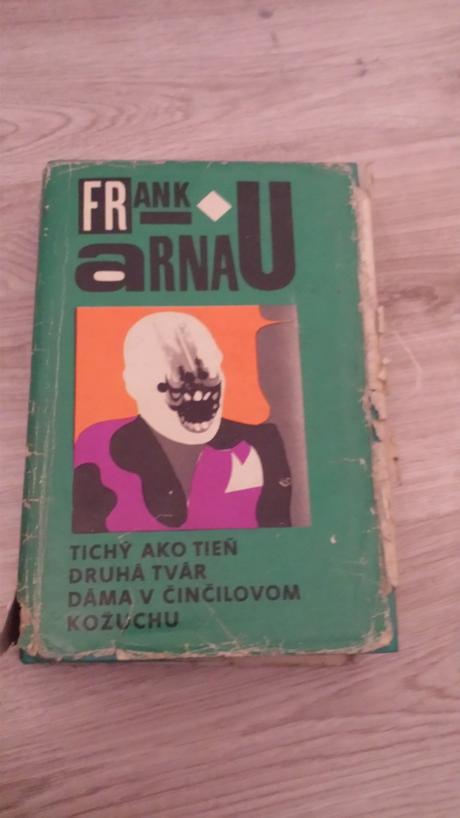 FRANK
aRNAU
TICHÝ AKO TIEŇ
DRUHÁ TVÁR
DÁMA V ČINČILOVOM
KOŽUCHU